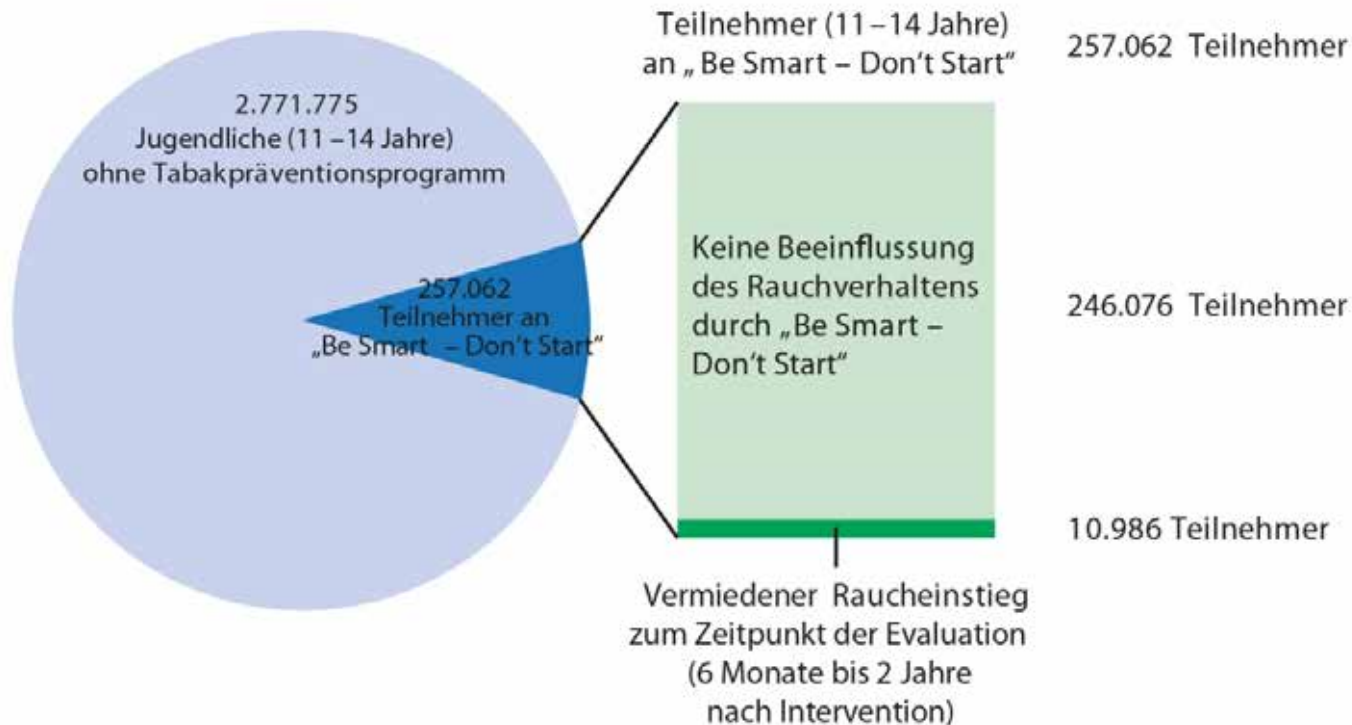 2.771.775
Jugendliche (11 – 14 Jahre)
ohne Tabakpräventionsprogramm
257.062
Teilnehmer an
„Be Smart – Don't Start“
Teilnehmer (11 – 14 Jahre)
an „Be Smart – Don't Start“
257.062 Teilnehmer
Keine Beeinflussung
des Rauchverhaltens
durch „Be Smart –
Don't Start“
246.076 Teilnehmer
10.986 Teilnehmer
Vermiedener Raucheinstieg
zum Zeitpunkt der Evaluation
(6 Monate bis 2 Jahre
nach Intervention)